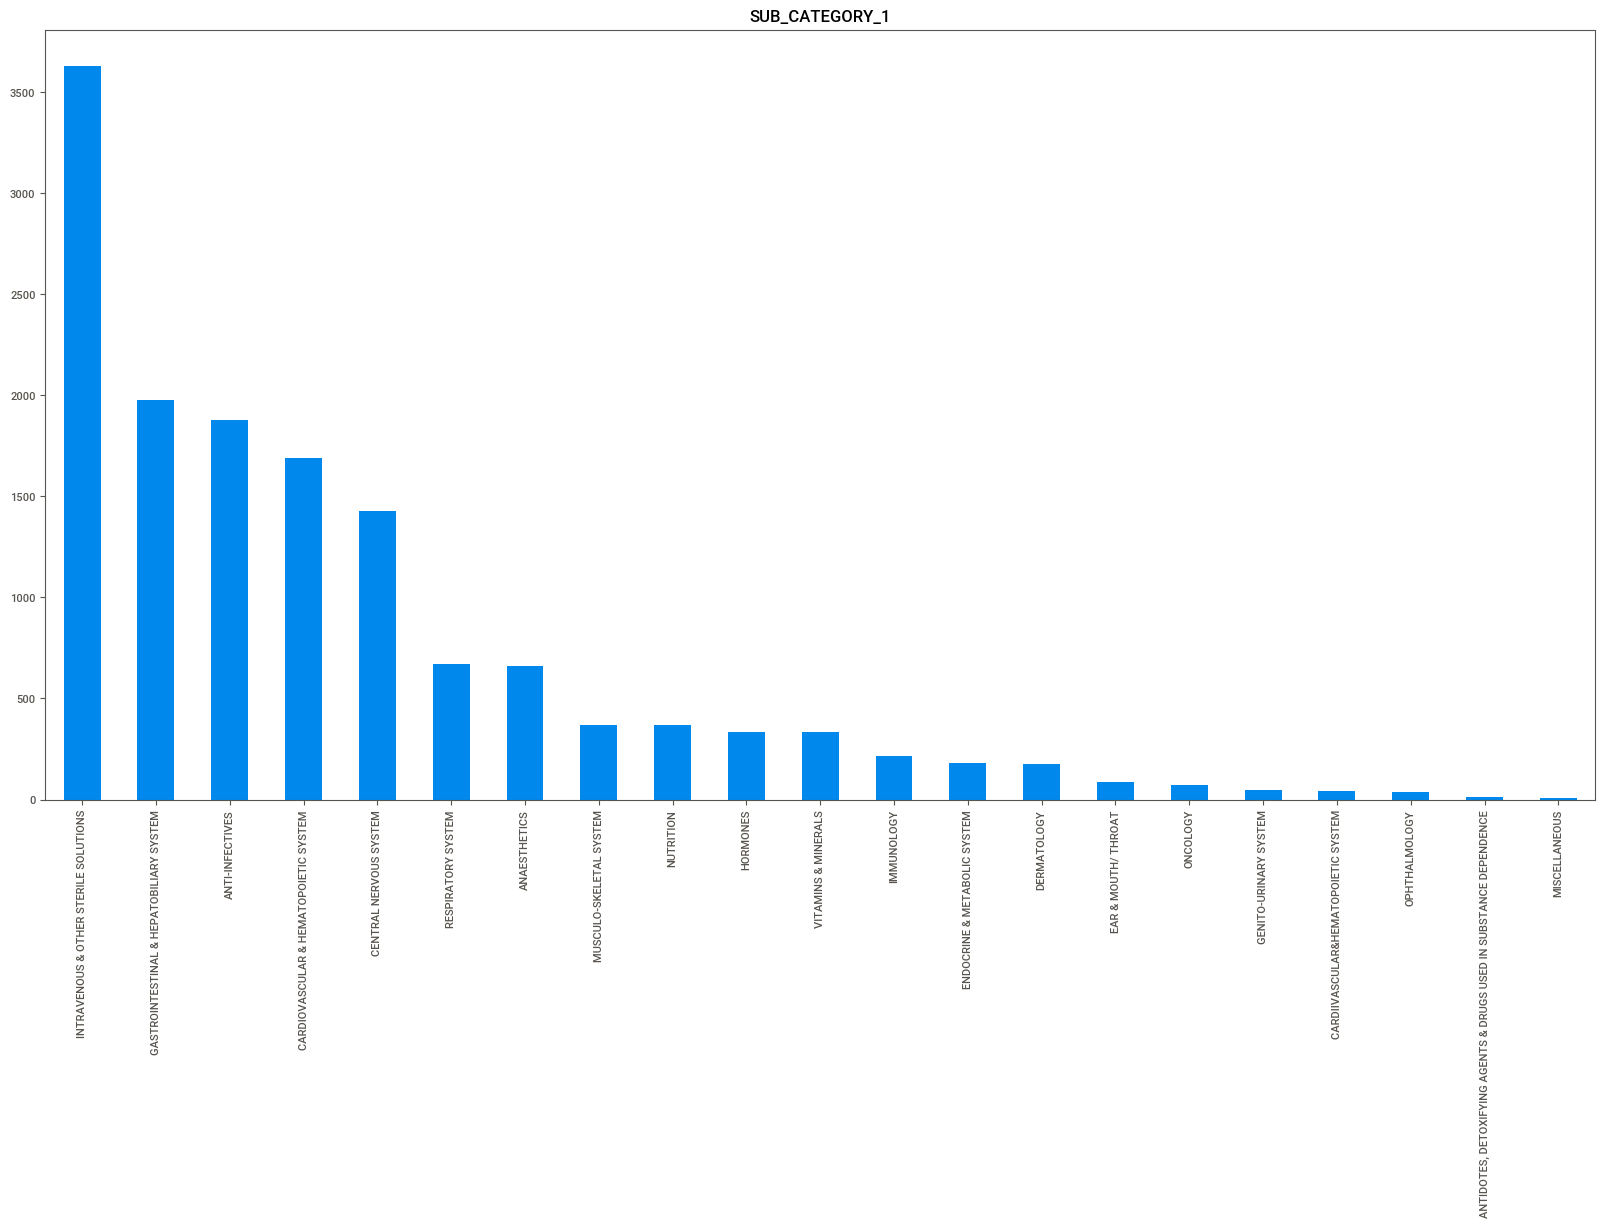 SUB_CATEGORY_1
3500
3000
2500
2000
1500
1000
500
0
INTRAVENOUS & OTHER STERILE SOLUTIONS
GASTROINTESTINAL & HEPATOBILIARY SYSTEM
ANTI-INFECTIVES
CARDIOVASCULAR & HEMATOPOIETIC SYSTEM
CENTRAL NERVOUS SYSTEM
RESPIRATORY SYSTEM
ANAESTHETICS
MUSCULO-SKELETAL SYSTEM
NUTRITION
HORMONES
VITAMINS & MINERALS
IMMUNOLOGY
ENDOCRINE & METABOLIC SYSTEM
DERMATOLOGY
EAR & MOUTH/ THROAT
ONCOLOGY
GENITO-URINARY SYSTEM
CARDIIVASCULAR&HEMATOPOIETIC SYSTEM
OPHTHALMOLOGY
ANTIDOTES, DETOXIFYING AGENTS & DRUGS USED IN SUBSTANCE DEPENDENCE
MISCELLANEOUS